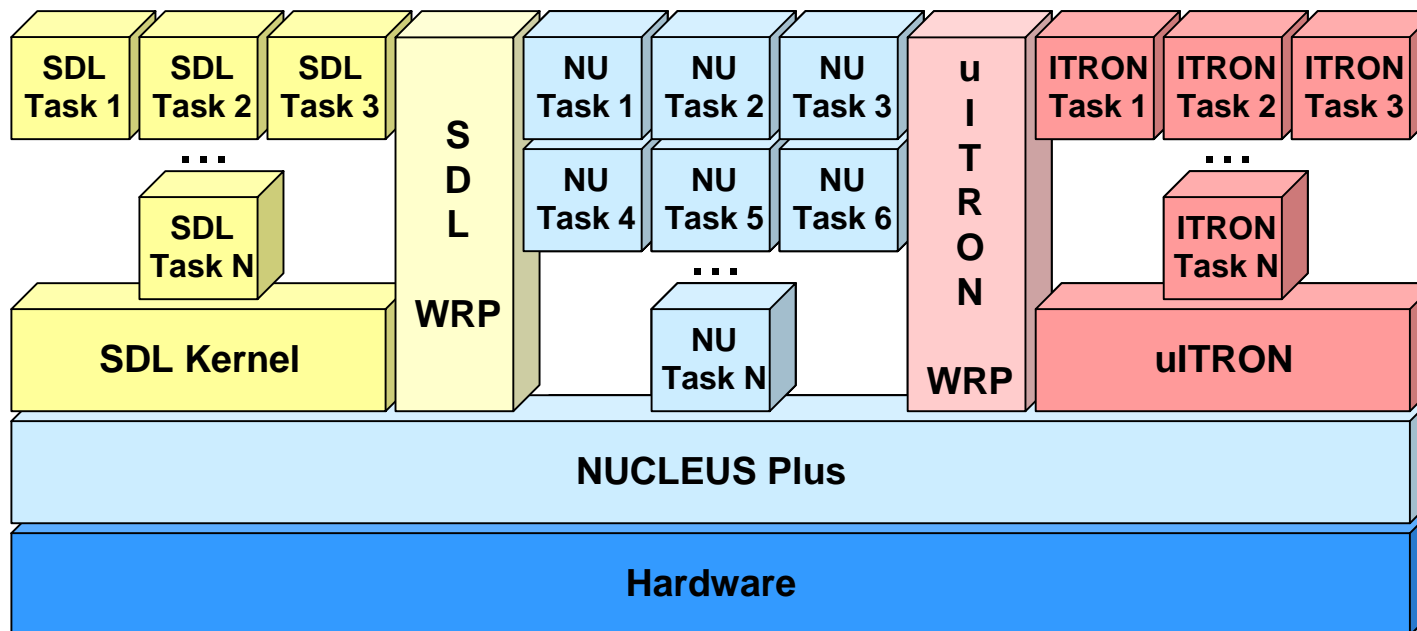 SDL
Task 1
SDL
Task 2
SDL
Task 3
...
SDL
Task N
SDL Kernel
S
D
L
WRP
NU
Task 1
NU
Task 2
NU
Task 3
NU
Task 4
NU
Task 5
NU
Task 6
...
NU
Task N
u
I
T
R
O
N
WRP
ITRON
Task 1
ITRON
Task 2
ITRON
Task 3
...
ITRON
Task N
uITRON
NUCLEUS Plus
Hardware